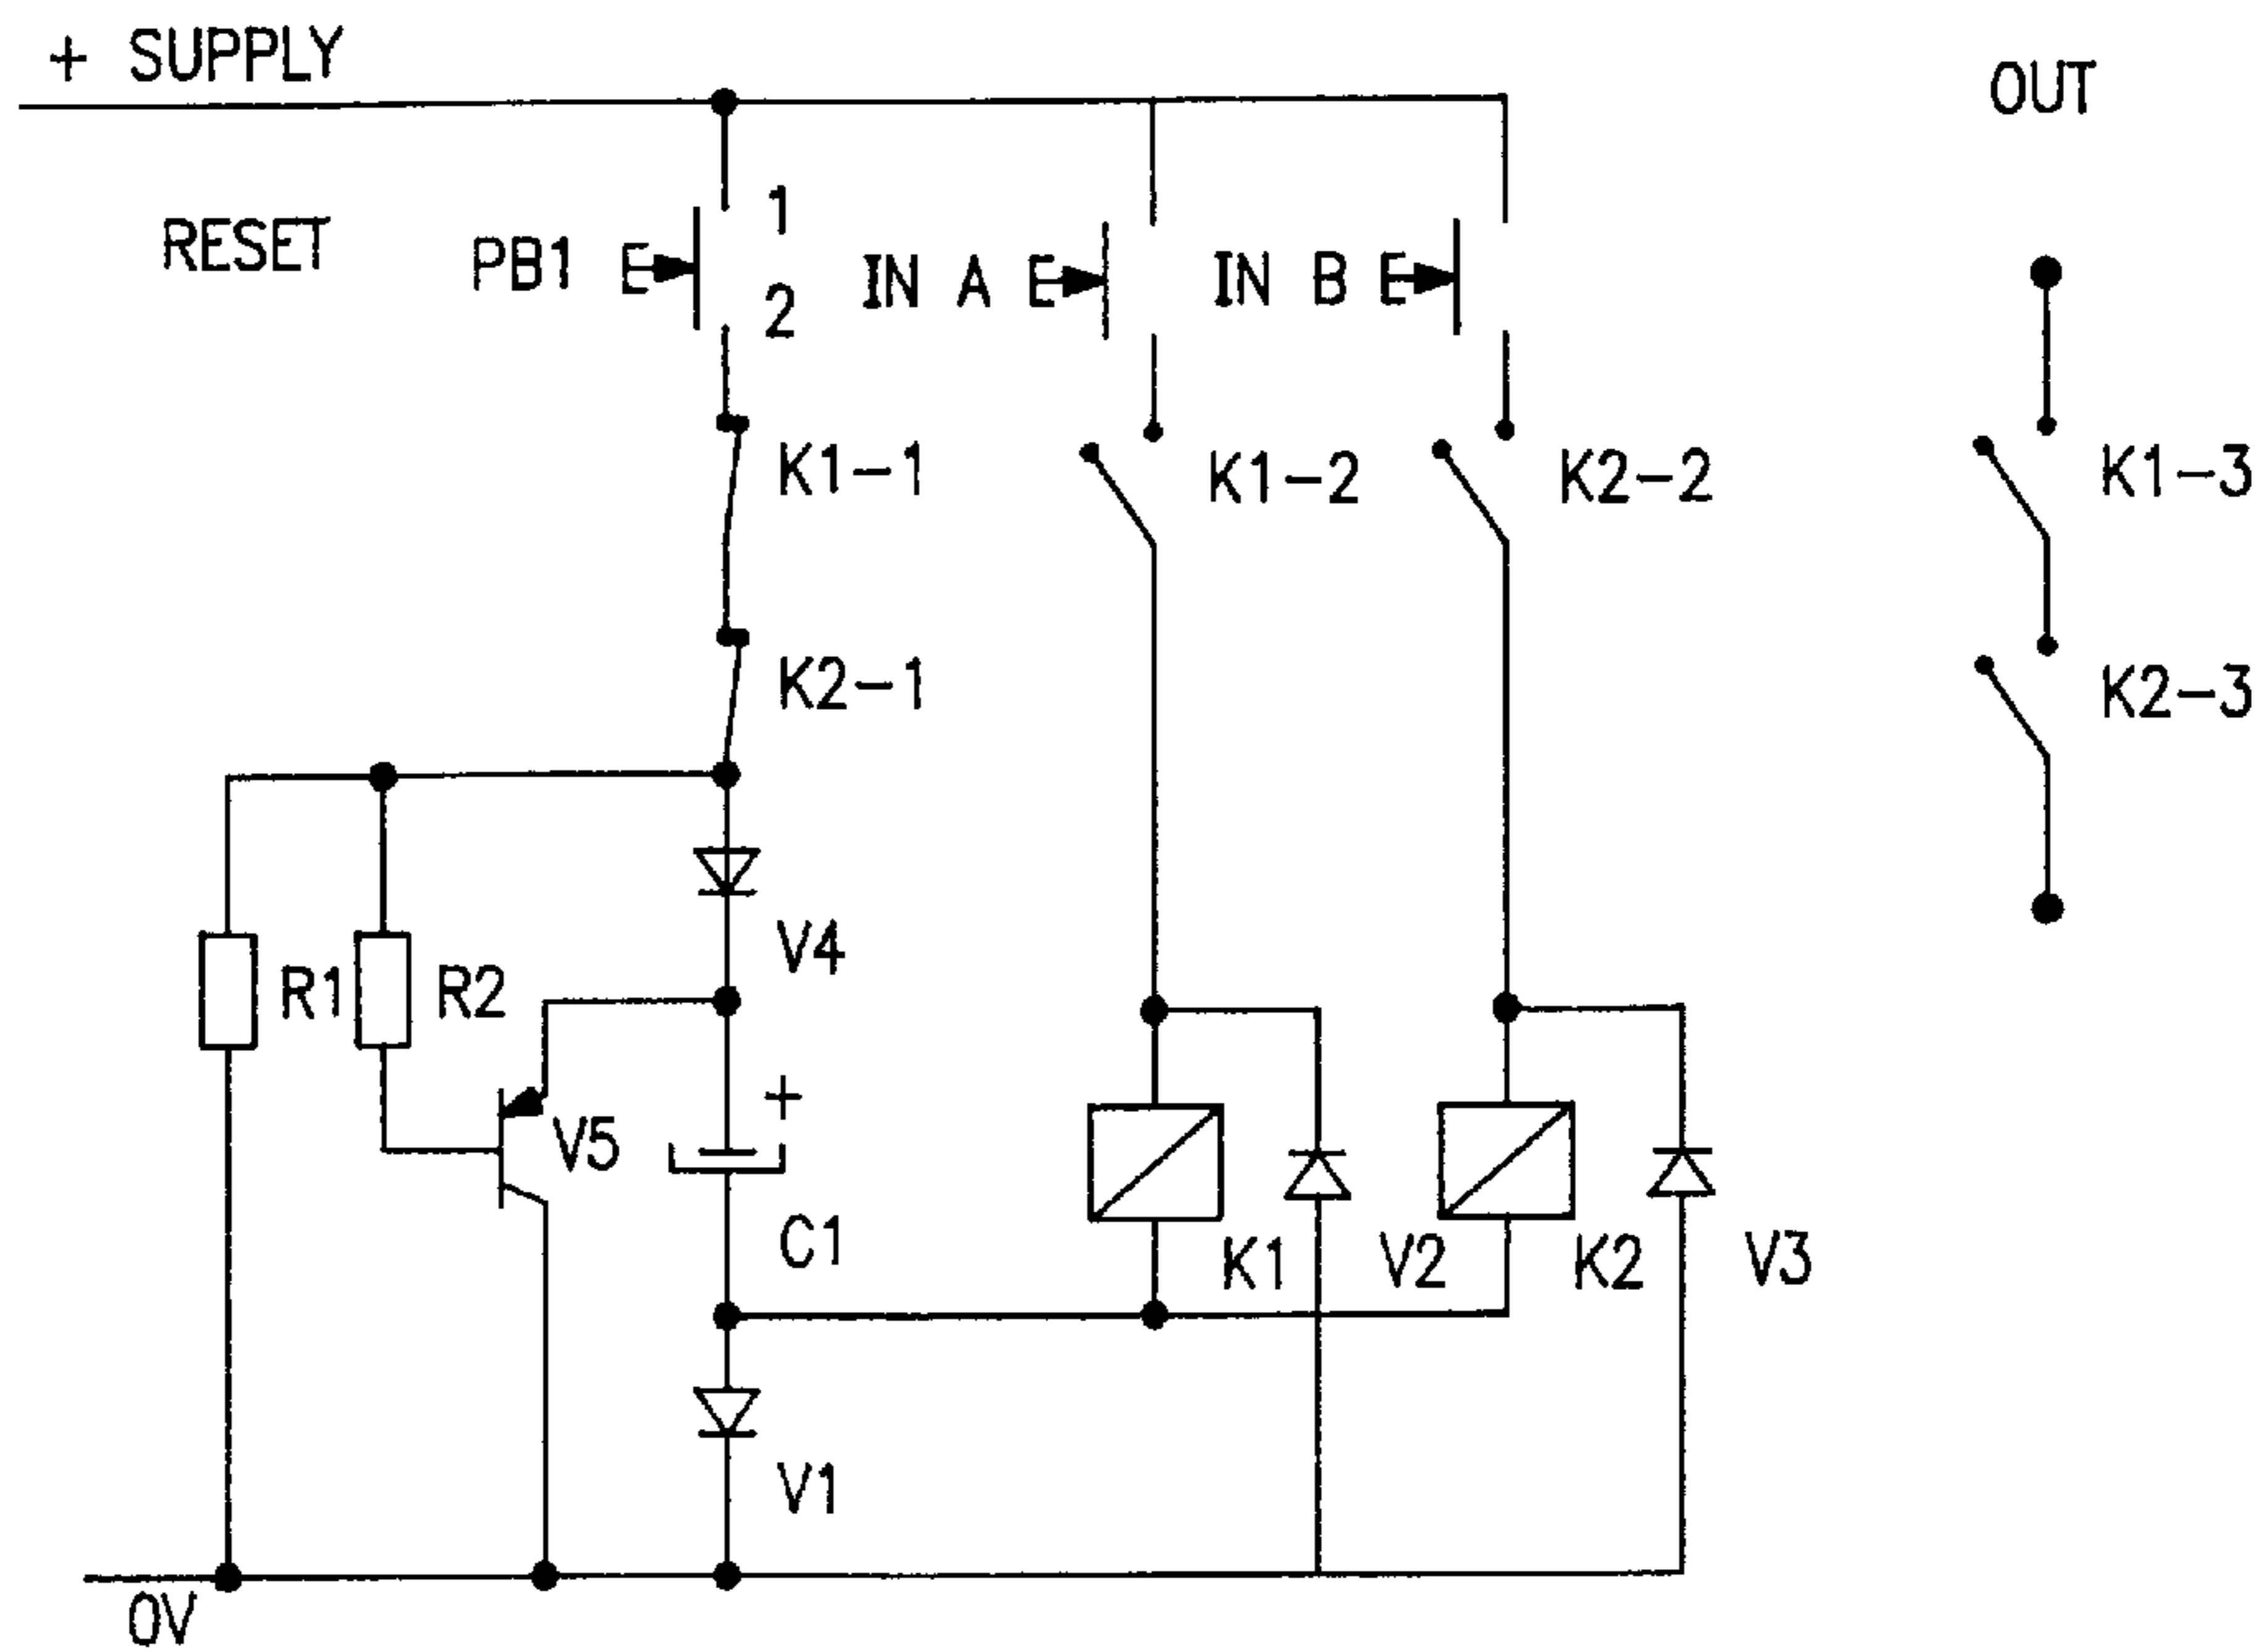 + SUPPLY
OUT
RESET
PB1
1
2
IN A
IN B
K1-1
K1-2
K2-2
K1-3
K2-1
K2-3
R1
R2
V4
+
V5
C1
K1
V2
K2
V3
V1
0V